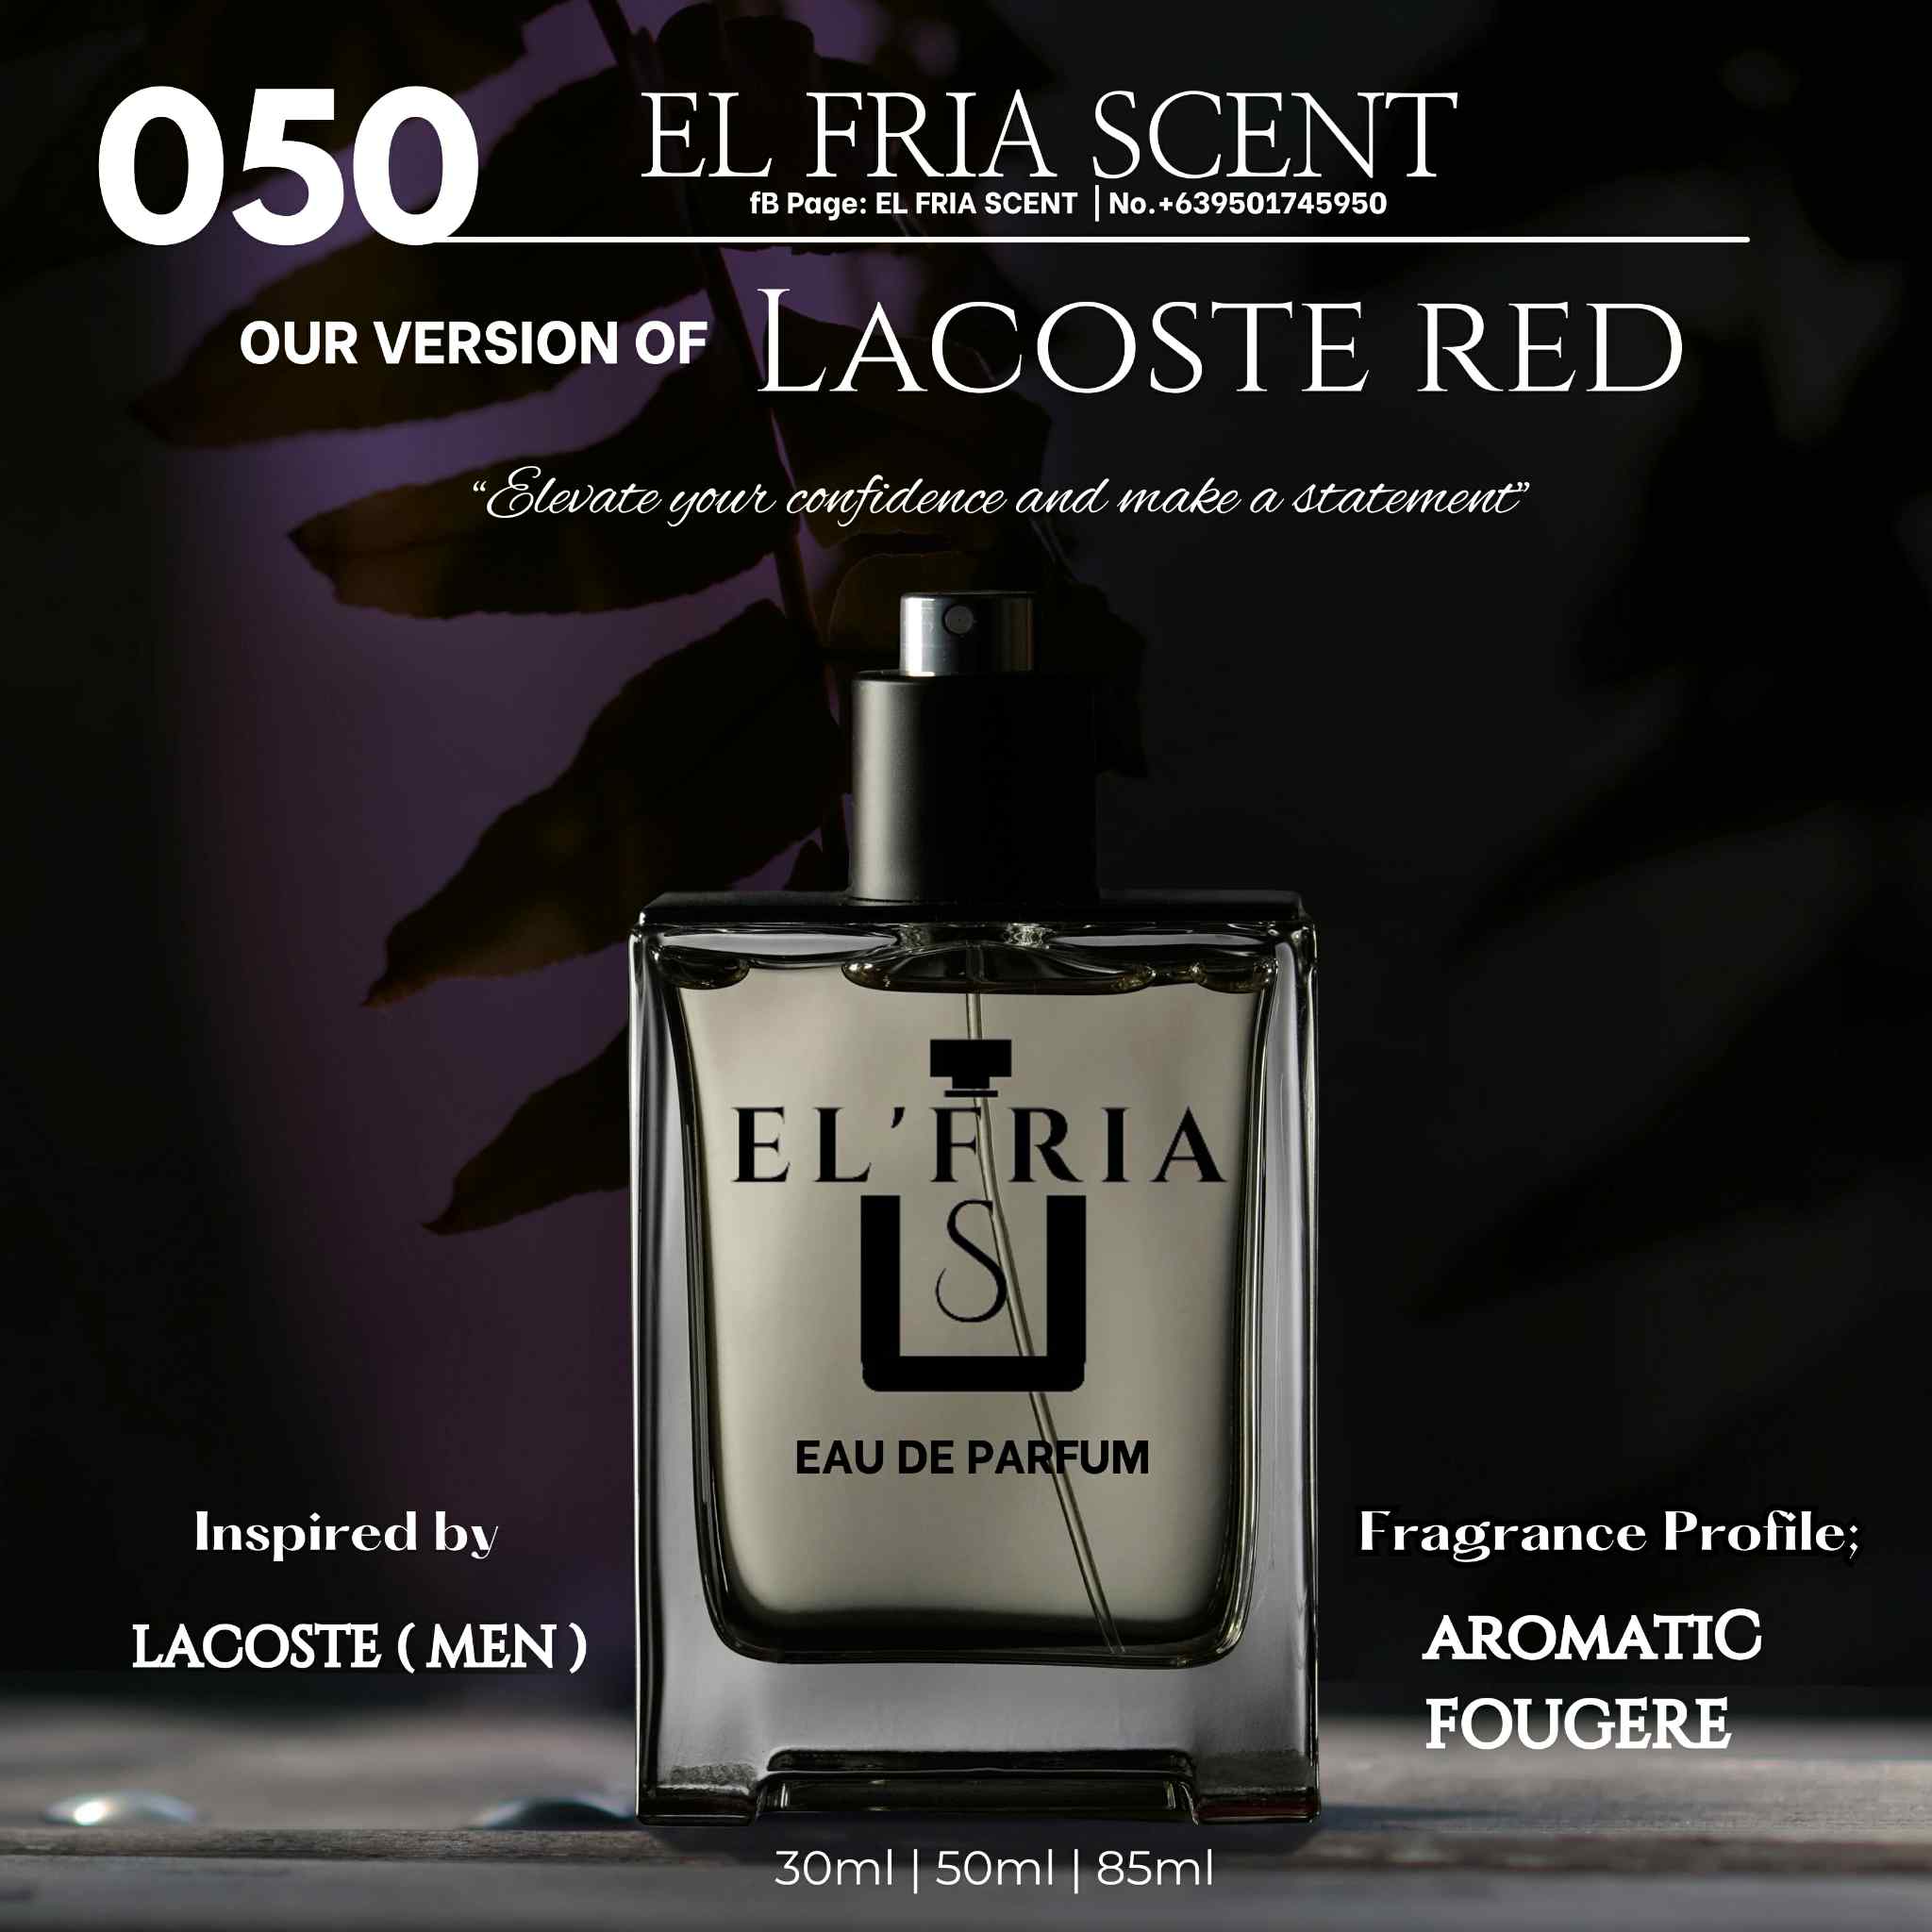 050
EL FRIA SCENT
fB Page: EL FRIA SCENT | No.+639501745950
OUR VERSION OF LACOSTE RED
“Elevate your confidence and make a statement”
EL'FRIA
S
EAU DE PARFUM
Inspired by
LACOSTE ( MEN )
Fragrance Profile;
AROMATIC
FOUGERE
30ml | 50ml | 85ml